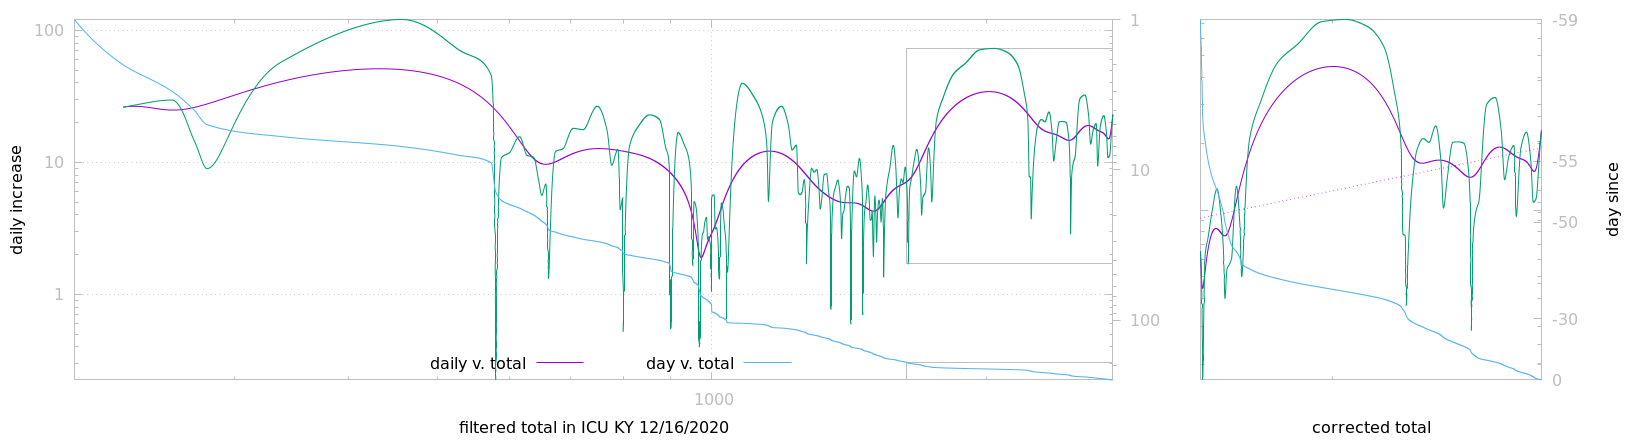 100
10
1
daily increase
daily v. total
day v. total
1000
filtered total in ICU KY 12/16/2020
1
10
100
-59
-55
-50
-30
0
day since
corrected total